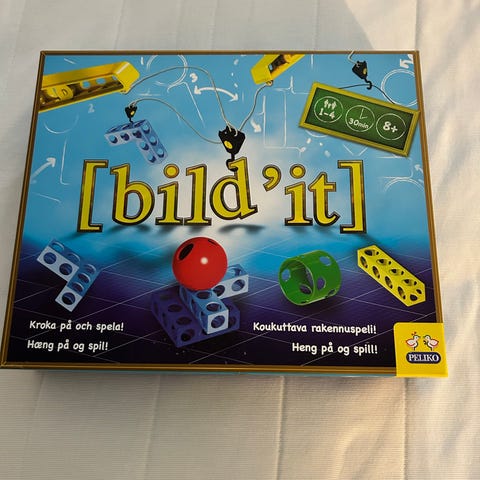 1-4
30min
8+
[bild'it]
Kroka på och spela!
Hæng på og spil!
Koukuttava rakennuspeli!
Heng på og spill!
PELIKO